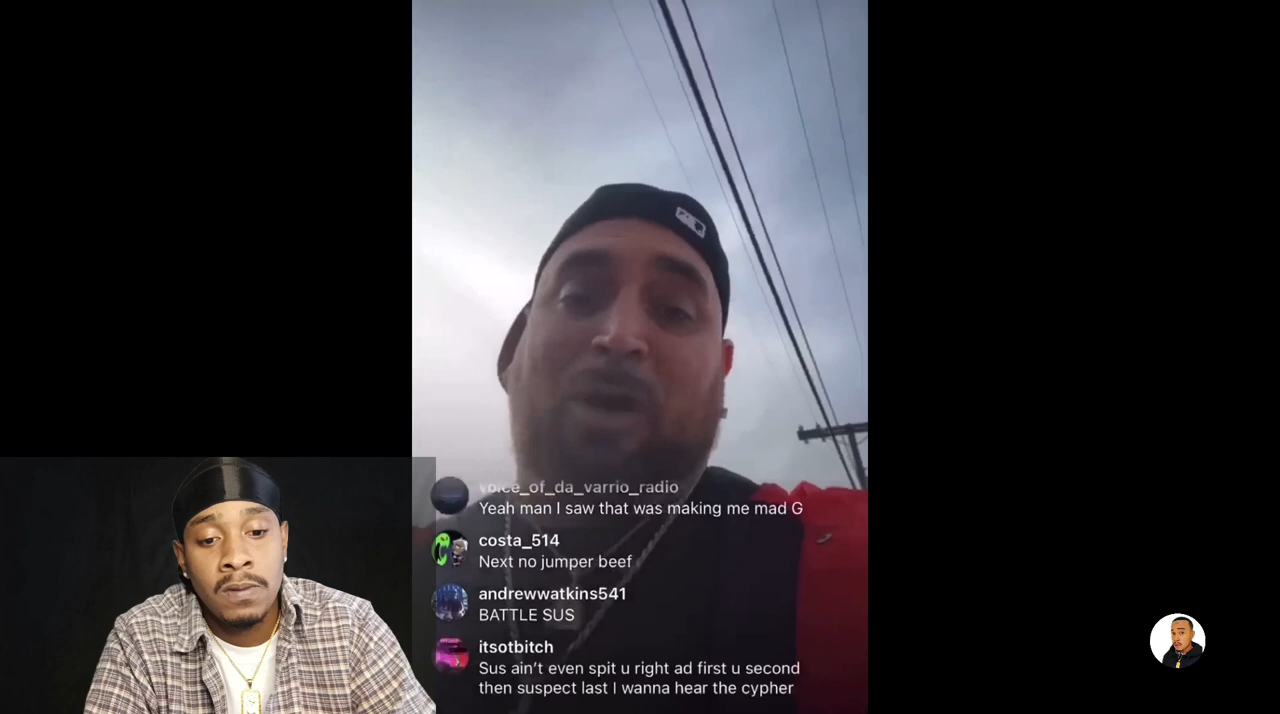 voice_of_da_varrio_radio
Yeah man I saw that was making me mad G
costa_514
Next no jumper beef
andrewwatkins541
BATTLE SUS
itsotbitch
Sus ain’t even spit u right ad first u second
then suspect last I wanna hear the cypher